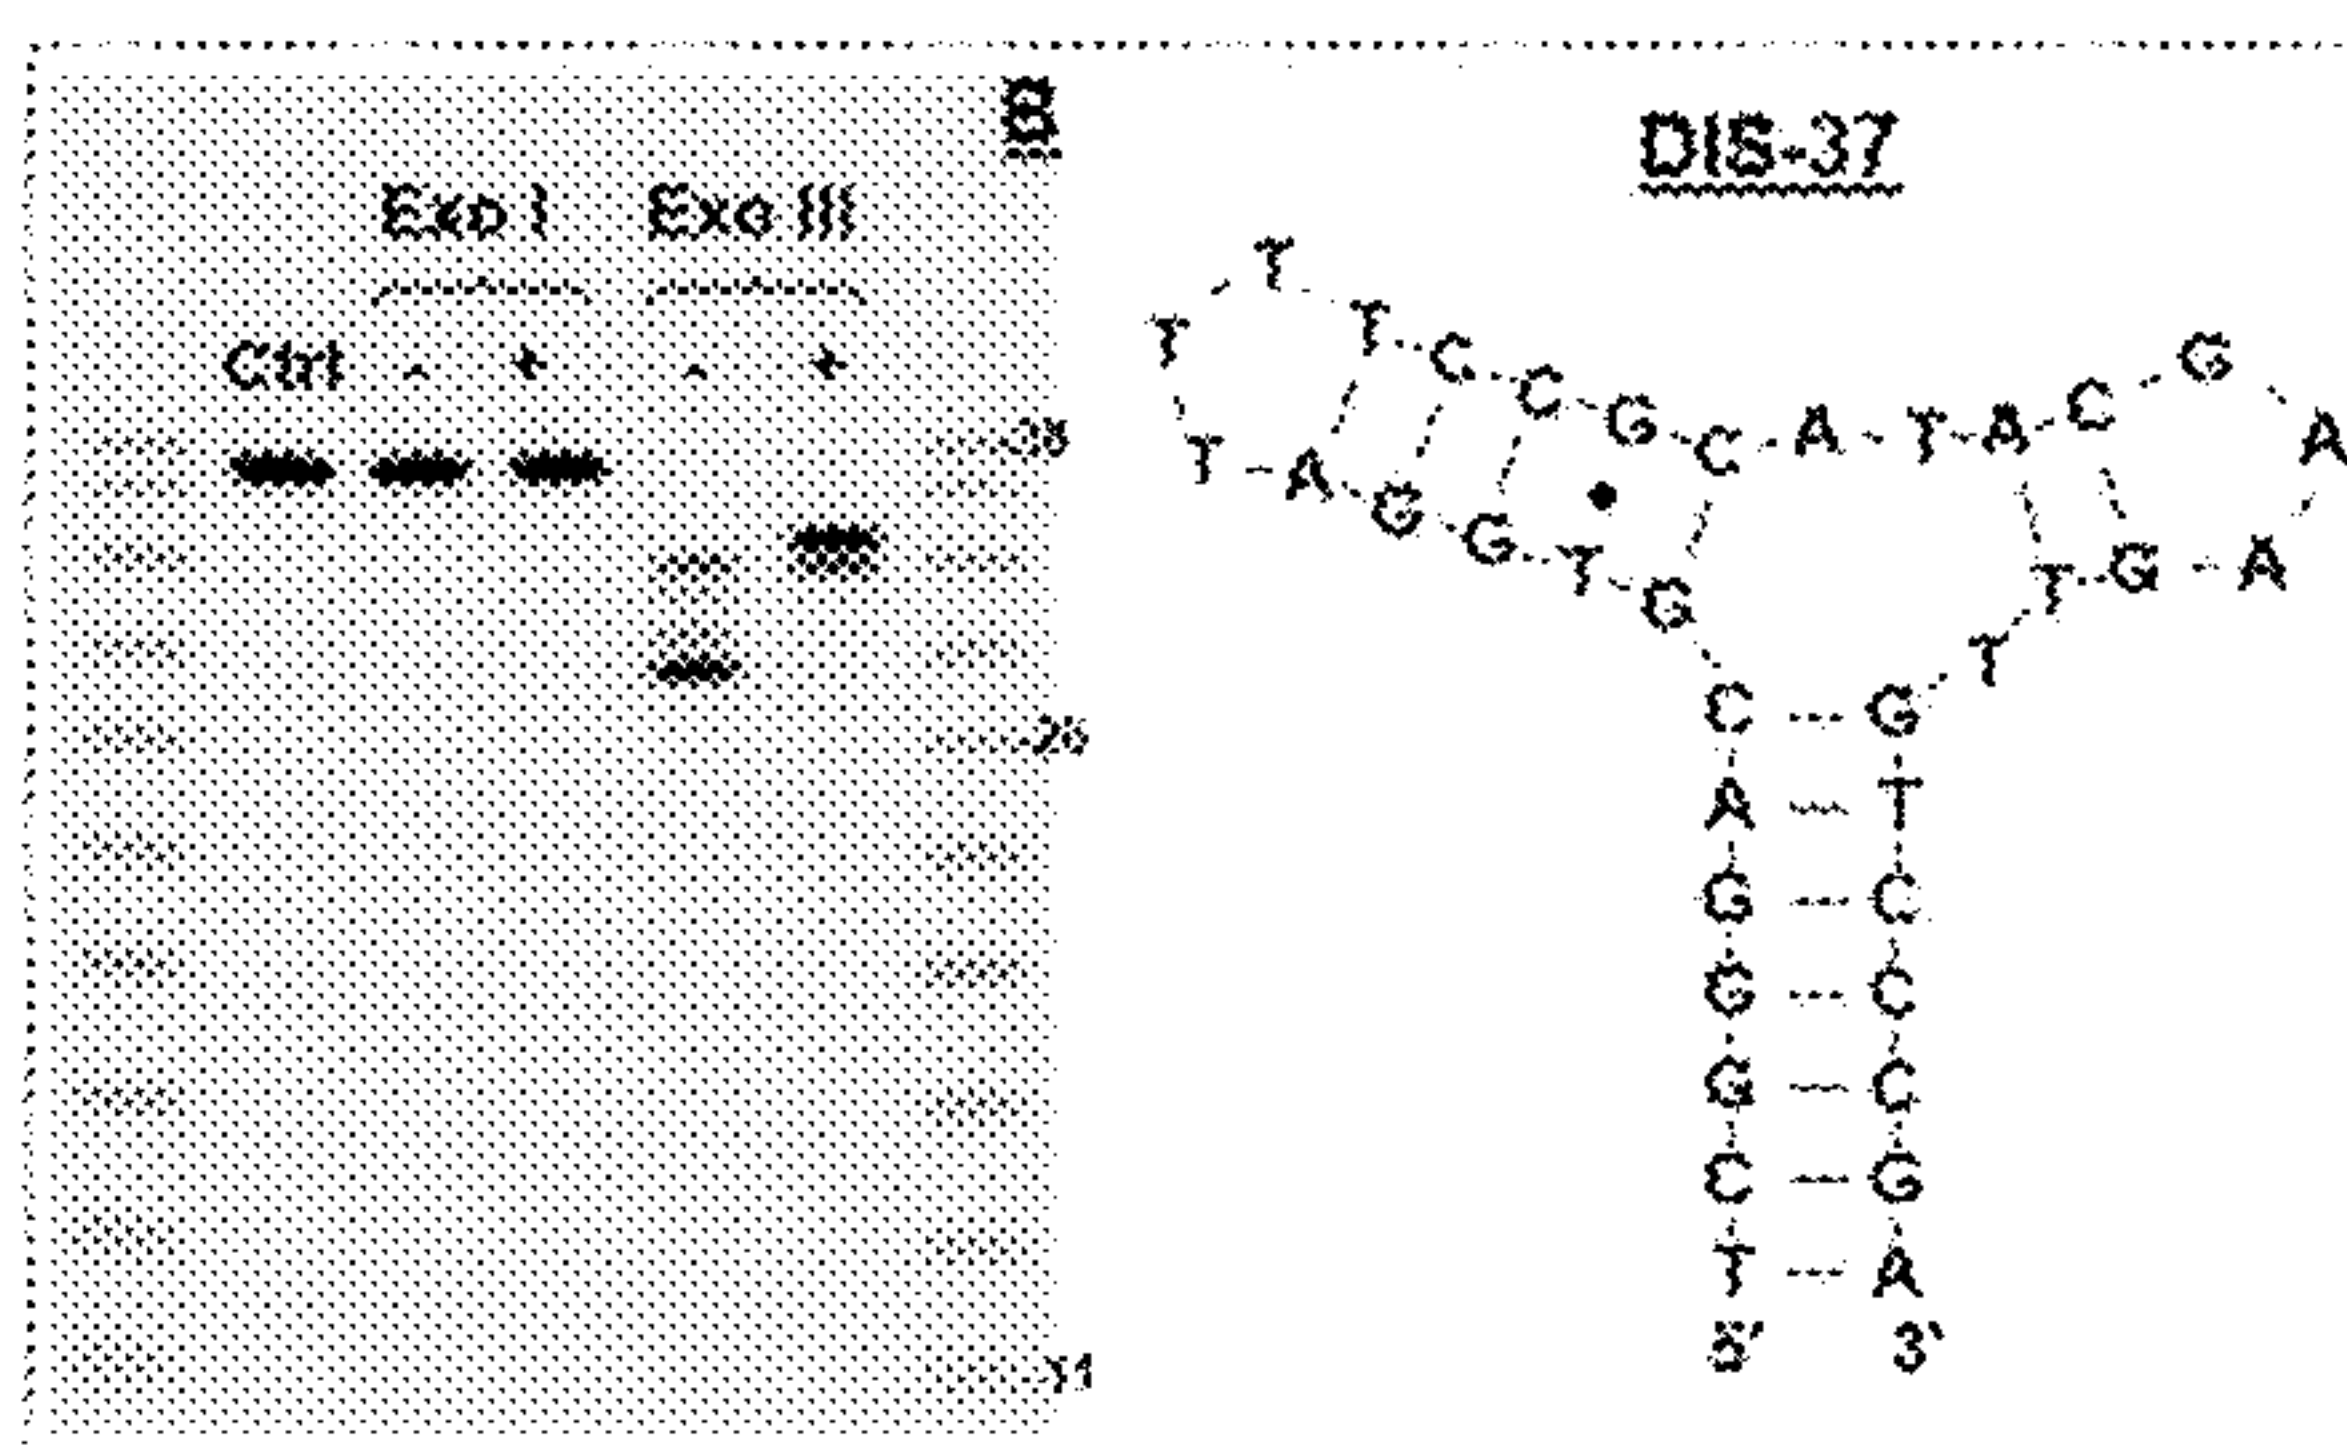 B
DIS-37
Exo I Exo III
Ctrl - + - +
T
T T C C G C A T A C G A
T A G G T G T G A
T
C G
A T
G C
G C
G C
C G
T A
5' 3'